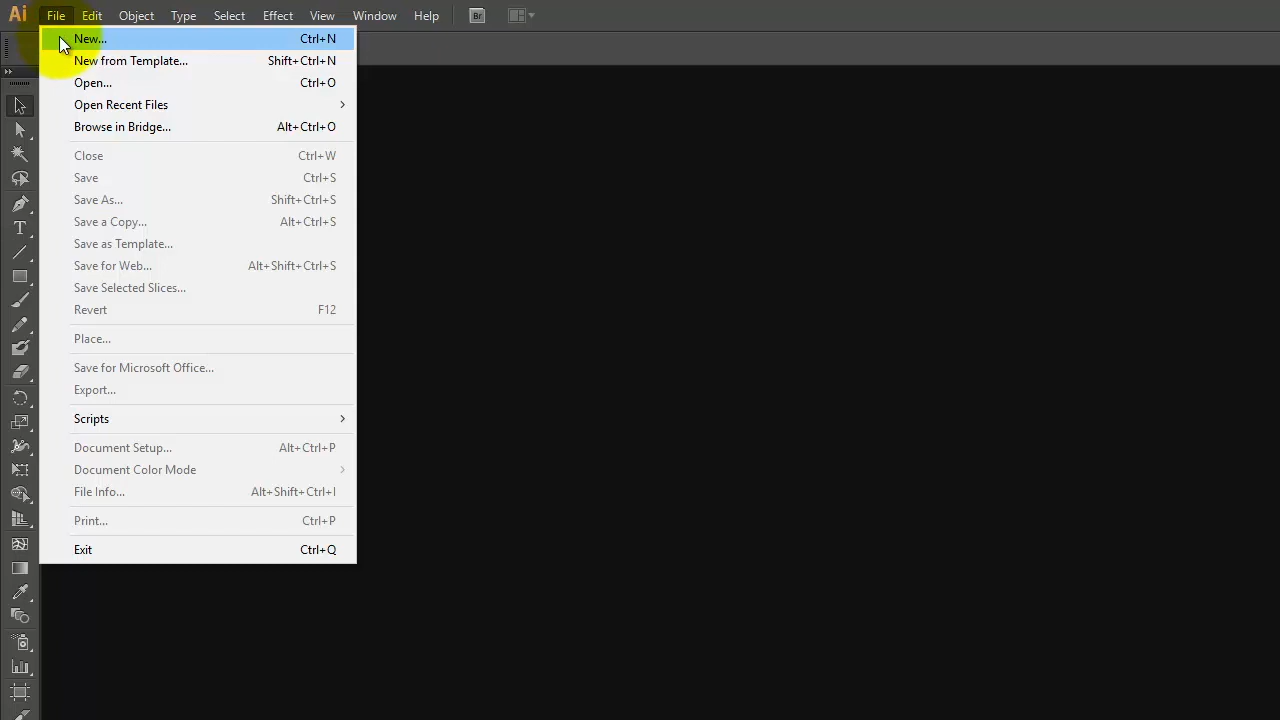 Ai File Edit Object Type Select Effect View Window Help Br
New... Ctrl+N
New from Template... Shift+Ctrl+N
Open... Ctrl+O
Open Recent Files
Browse in Bridge... Alt+Ctrl+O
Close Ctrl+W
Save Ctrl+S
Save As... Shift+Ctrl+S
Save a Copy... Alt+Ctrl+S
Save as Template...
Save for Web... Alt+Shift+Ctrl+S
Save Selected Slices...
Revert F12
Place...
Save for Microsoft Office...
Export...
Scripts
Document Setup... Alt+Ctrl+P
Document Color Mode
File Info... Alt+Shift+Ctrl+I
Print... Ctrl+P
Exit Ctrl+Q